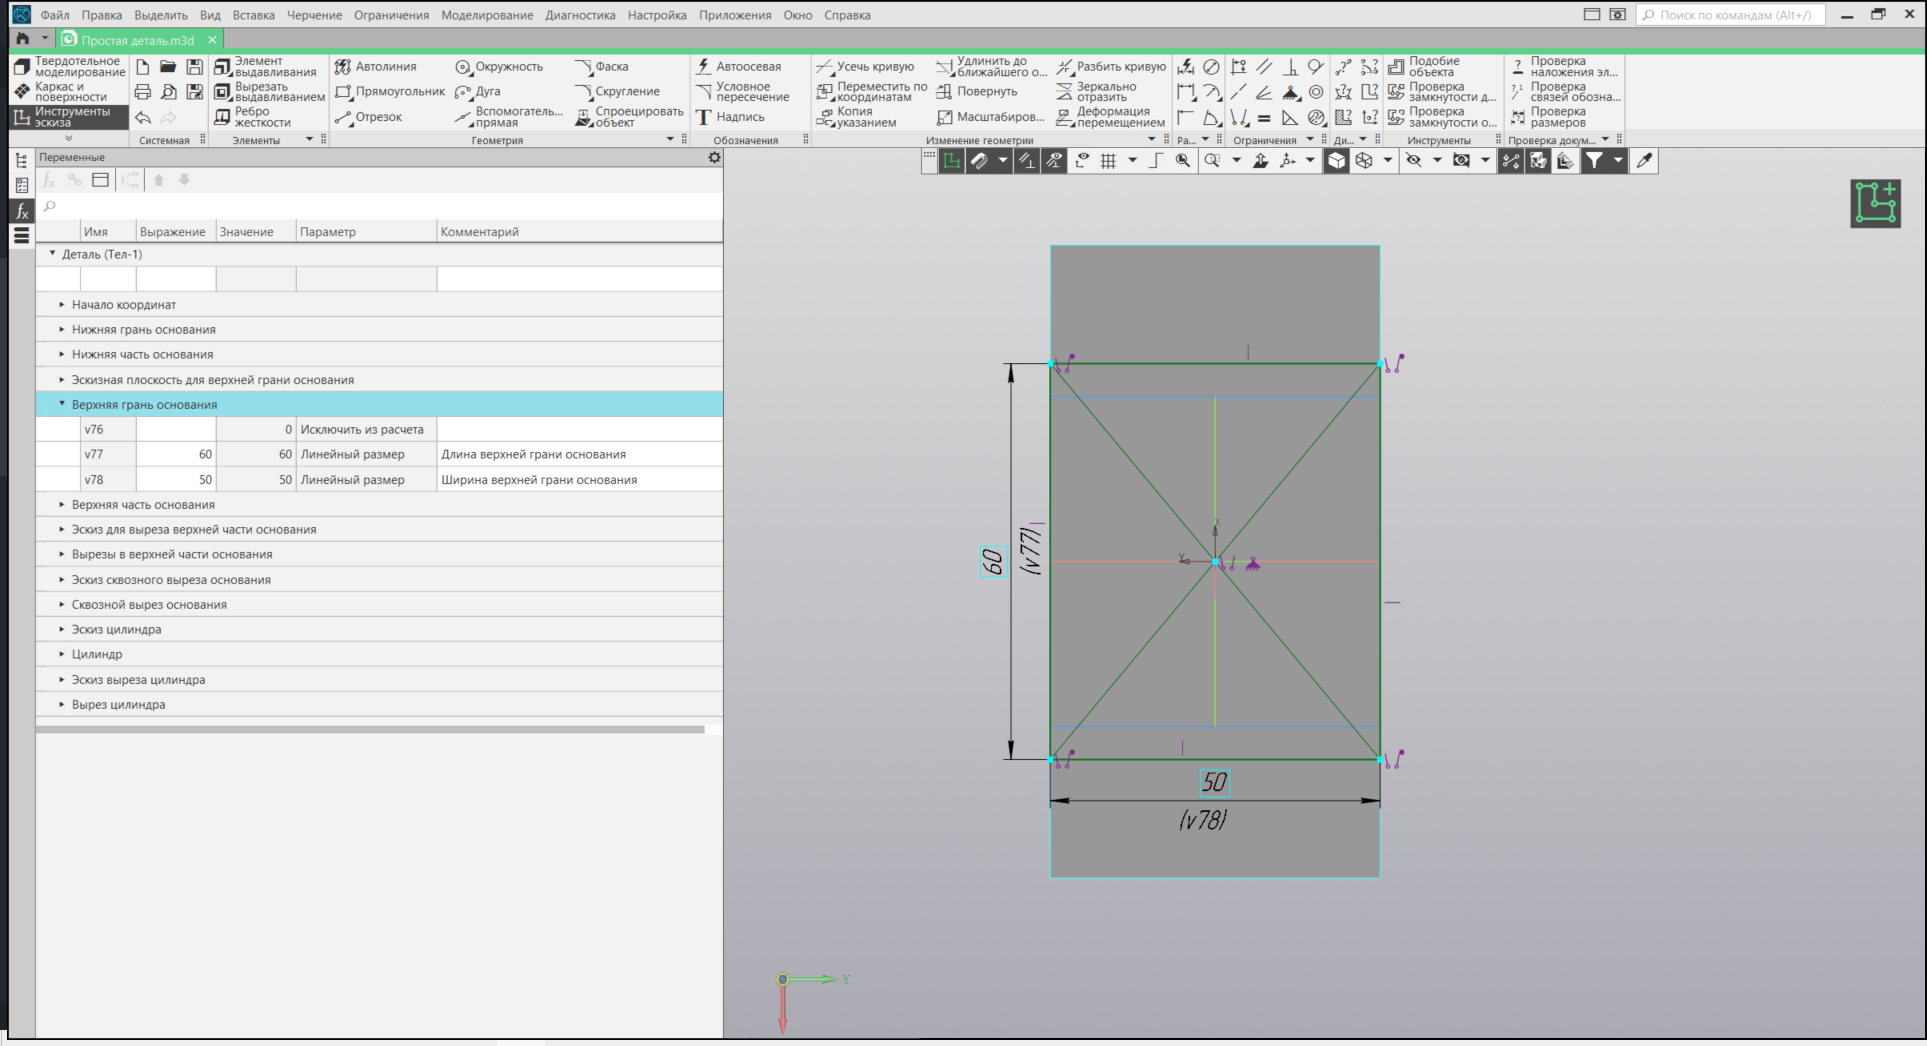 Файл Правка Выделить Вид Вставка Черчение Ограничения Моделирование Диагностика Настройка Приложения Окно Справка
Поиск по командам (Alt+/)
Простая деталь.m3d
Твердотельное моделирование
Каркас и поверхности
Инструменты эскиза
Системная
Элемент выдавливания
Вырезать выдавливанием
Ребро жесткости
Элементы
Автолиния
Прямоугольник
Отрезок
Окружность
Дуга
Вспомогатель... прямая
Фаска
Скругление
Спроецировать объект
Геометрия
Автоосевая
Условное пересечение
Надпись
Обозначения
Усечь кривую
Переместить по координатам
Копия указанием
Удлинить до ближайшего о...
Повернуть
Масштабиров...
Разбить кривую
Зеркально отразить
Деформация перемещением
Изменение геометрии
Ра...
Ограничения
Ди...
Подобие объекта
Проверка замкнутости д...
Проверка замкнутости о...
Инструменты
Проверка наложения эл...
Проверка связей обозна...
Проверка размеров
Проверка докум...
Переменные
Имя Выражение Значение Параметр Комментарий
Деталь (Тел-1)
Начало координат
Нижняя грань основания
Нижняя часть основания
Эскизная плоскость для верхней грани основания
Верхняя грань основания
v76 0 Исключить из расчета
v77 60 60 Линейный размер Длина верхней грани основания
v78 50 50 Линейный размер Ширина верхней грани основания
Верхняя часть основания
Эскиз для выреза верхней части основания
Вырезы в верхней части основания
Эскиз сквозного выреза основания
Сквозной вырез основания
Эскиз цилиндра
Цилиндр
Эскиз выреза цилиндра
Вырез цилиндра
60
(v77)
X
Y
50
(v78)
Y